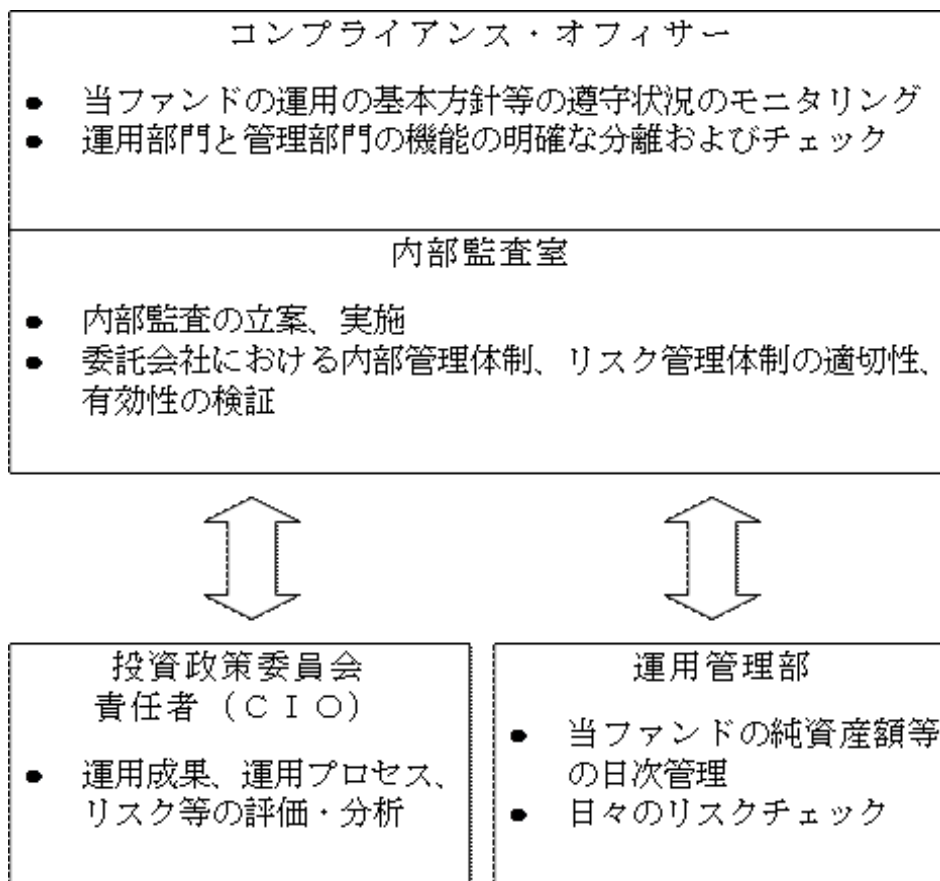 コンプライアンス・オフィサー
● 当ファンドの運用の基本方針等の遵守状況のモニタリング
● 運用部門と管理部門の機能の明確な分離およびチェック
内部監査室
● 内部監査の立案、実施
● 委託会社における内部管理体制、リスク管理体制の適切性、
有効性の検証
投資政策委員会
責任者（ＣＩＯ）
● 運用成果、運用プロセス、
リスク等の評価・分析
運用管理部
● 当ファンドの純資産額等
の日次管理
● 日々のリスクチェック